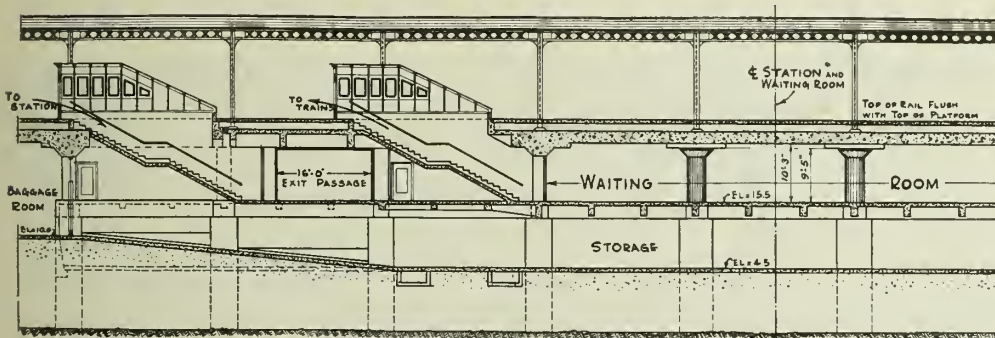 TO STATION
TO TRAINS
℄ STATION AND
WAITING ROOM
TOP OF RAIL FLUSH
WITH TOP OF PLATFORM
16'-0"
EXIT PASSAGE
BAGGAGE
ROOM
WAITING
ROOM
10'-3"
9'-5"
EL=15.5
STORAGE
EL=4.5